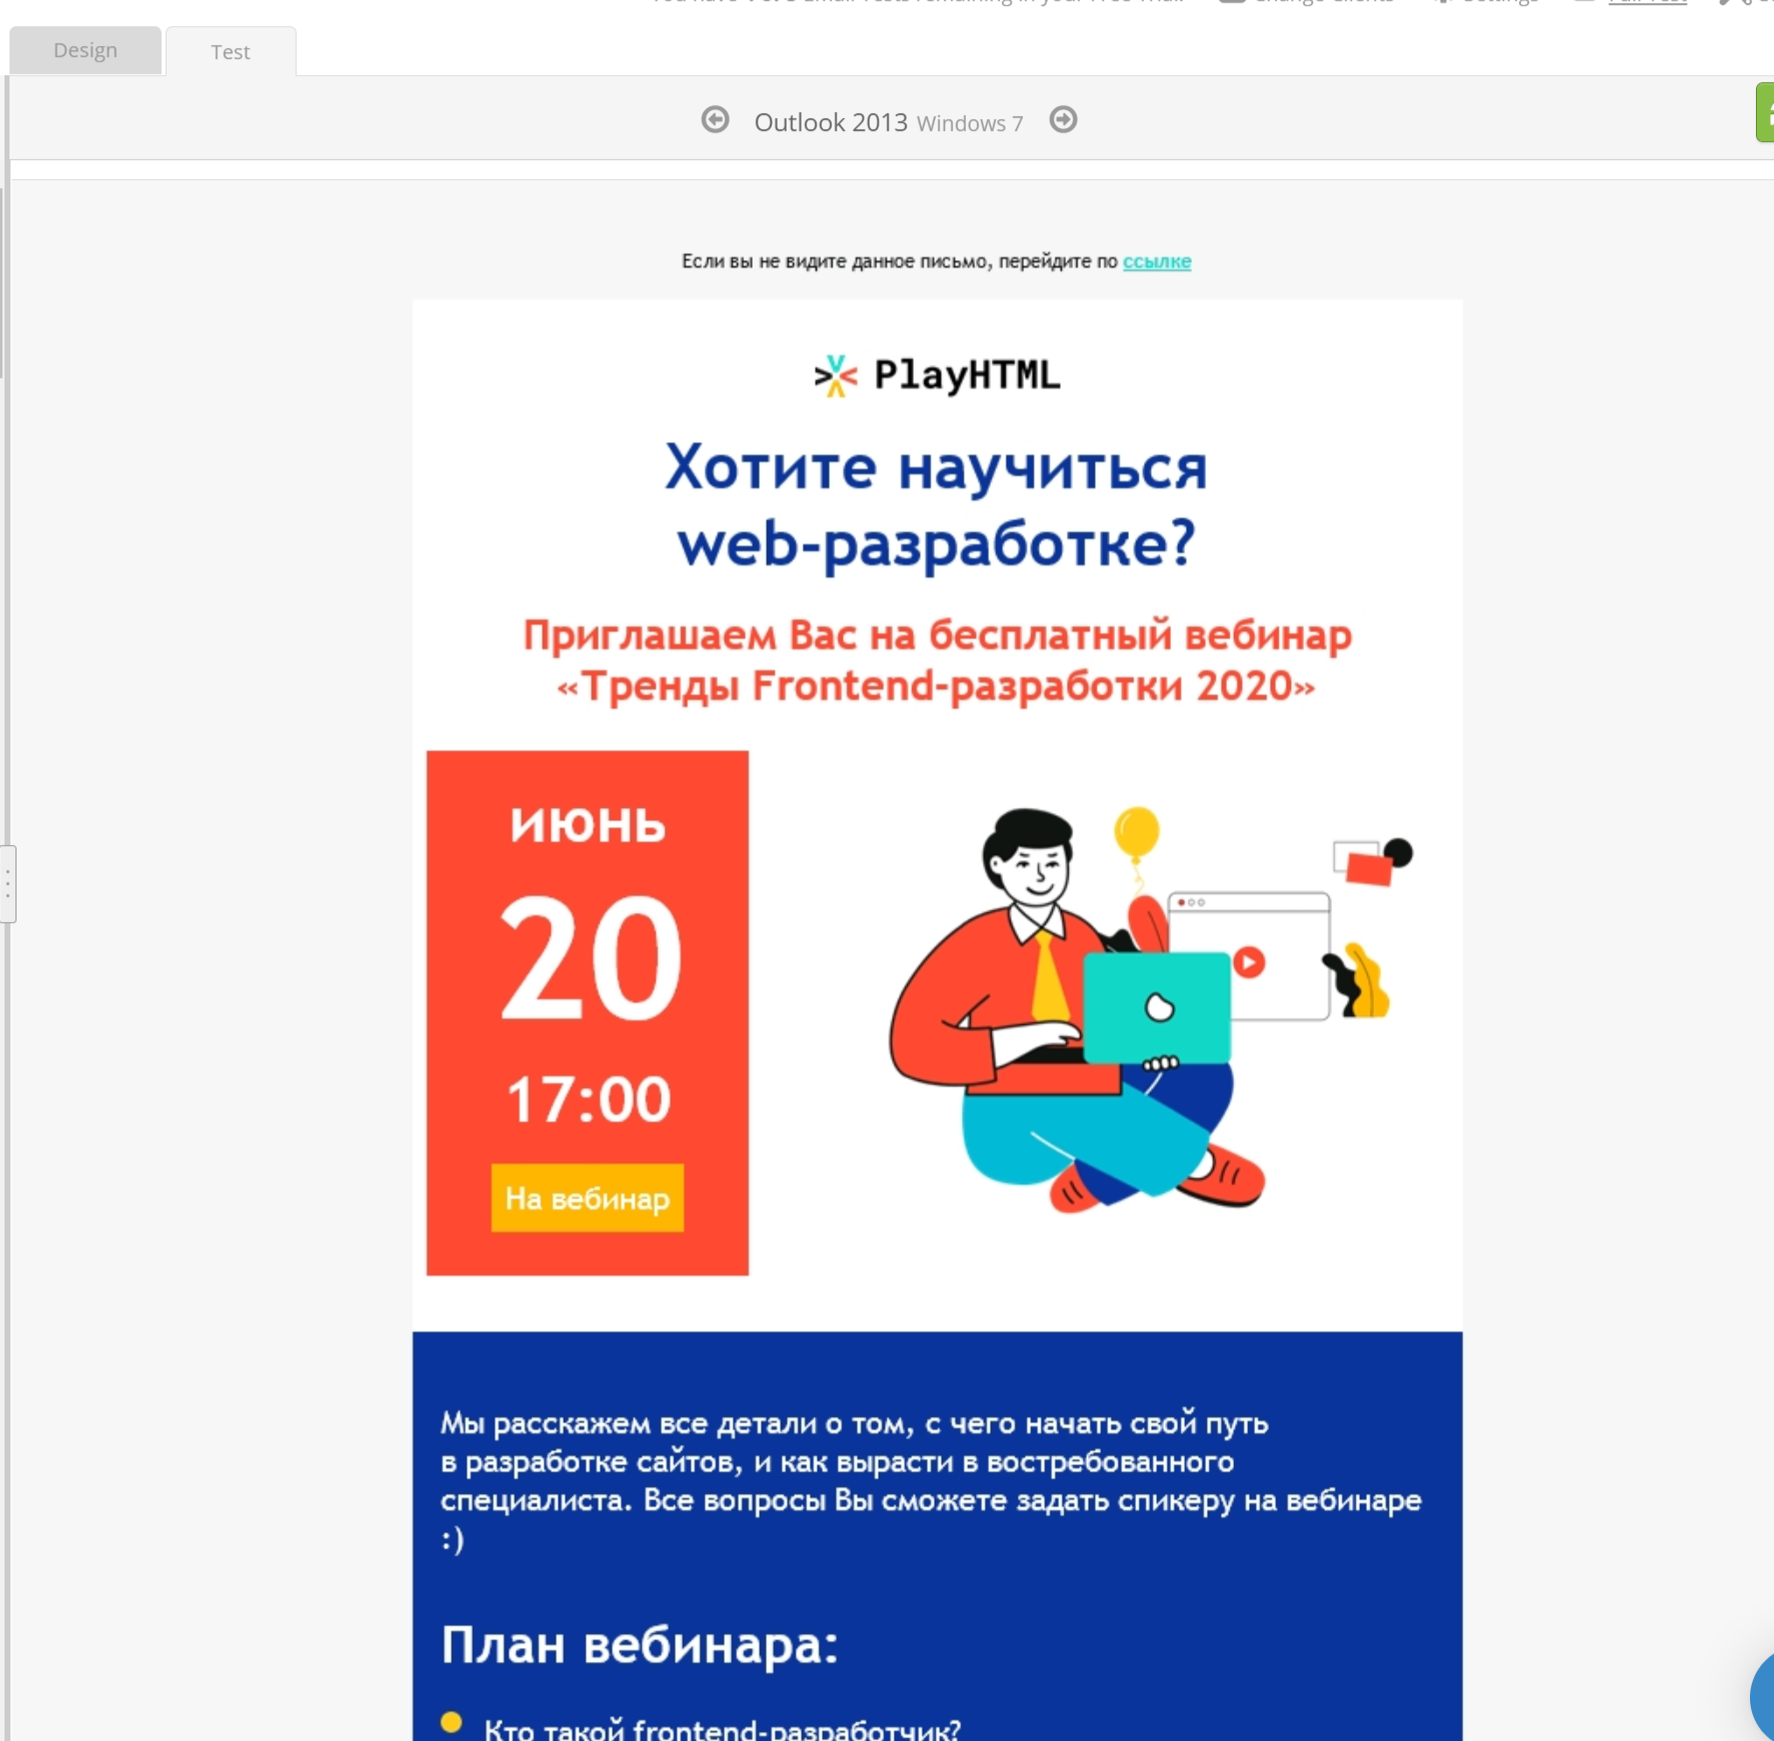 Design
Test
Outlook 2013 Windows 7
Если вы не видите данное письмо, перейдите по ссылке
PlayHTML
Хотите научиться
web-разработке?
Приглашаем Вас на бесплатный вебинар
«Тренды Frontend-разработки 2020»
ИЮНЬ
20
17:00
На вебинар
Мы расскажем все детали о том, с чего начать свой путь
в разработке сайтов, и как вырасти в востребованного
специалиста. Все вопросы Вы сможете задать спикеру на вебинаре
:)
План вебинара:
Кто такой frontend-разработчик?